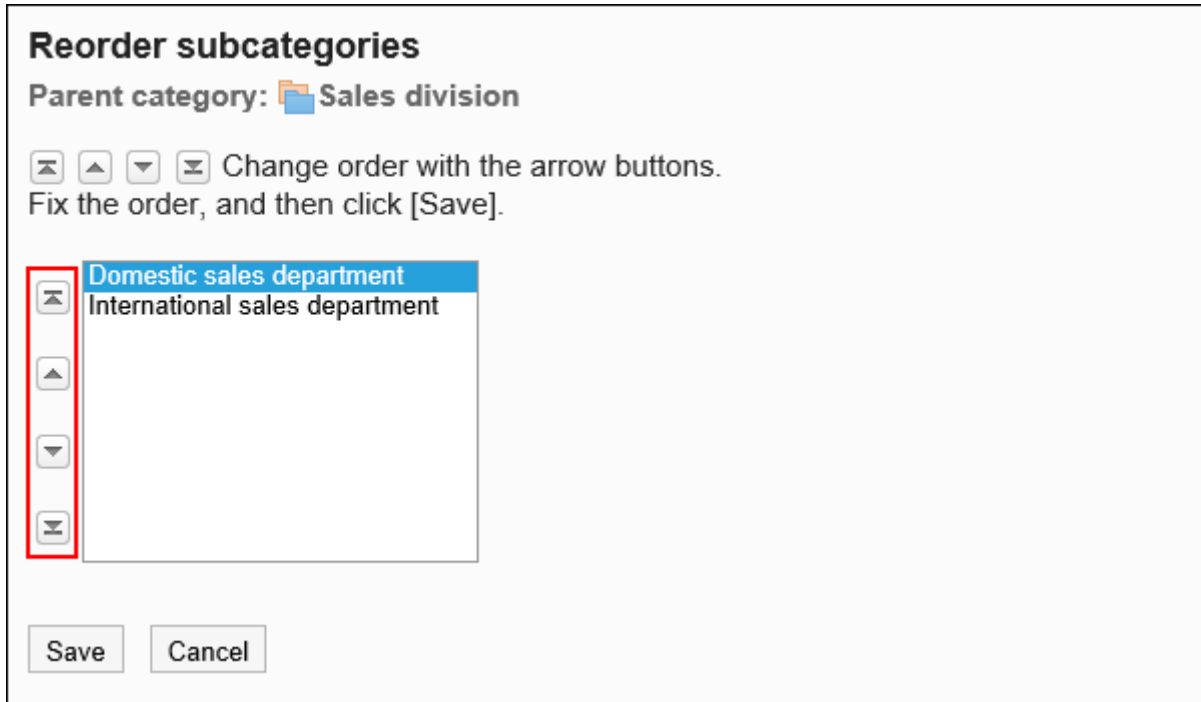 Reorder subcategories
Parent category: Sales division
Change order with the arrow buttons.
Fix the order, and then click [Save].
Domestic sales department
International sales department
Save
Cancel